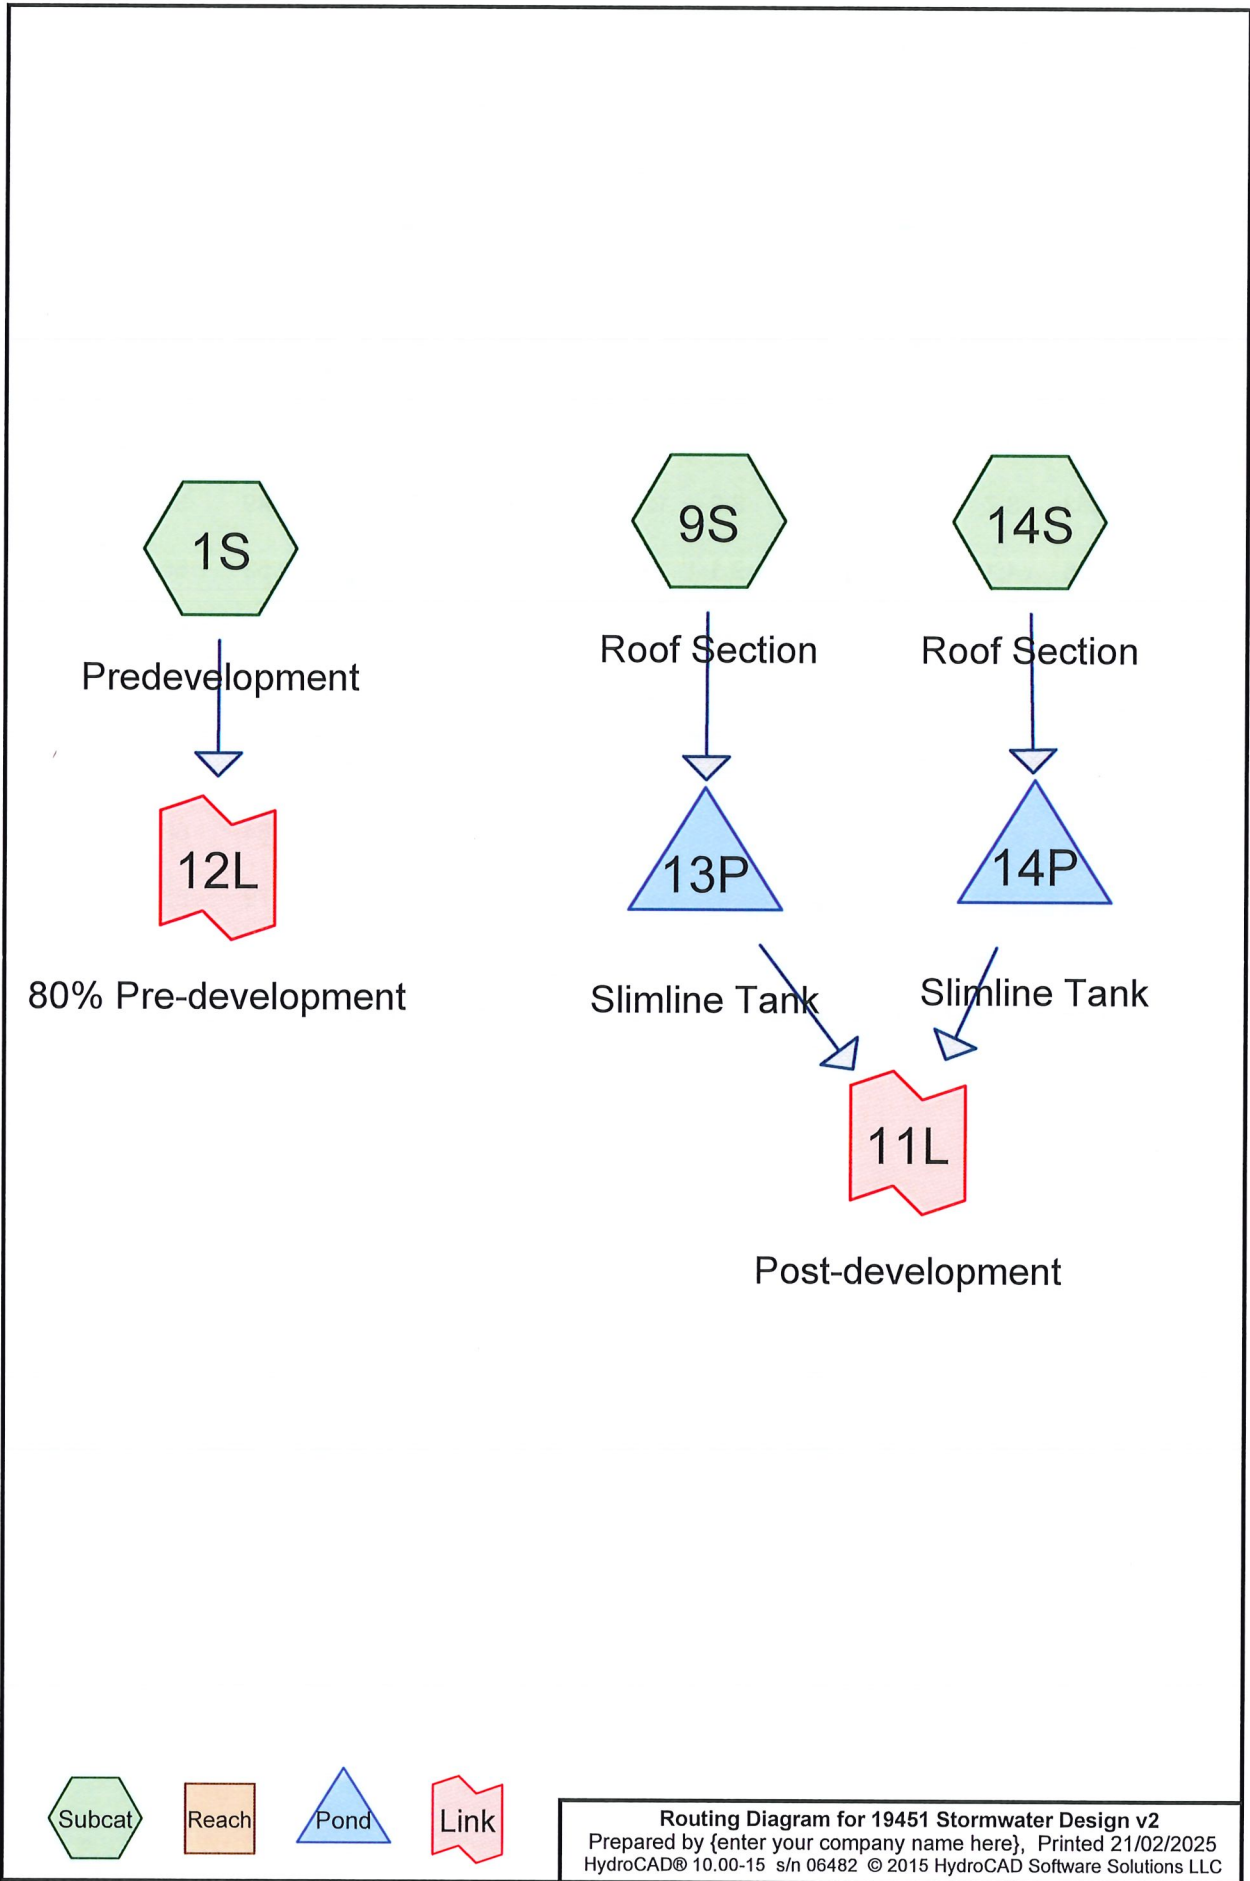 1S
9S
14S
Predevelopment
Roof Section
Roof Section
12L
13P
14P
80% Pre-development
Slimline Tank
Slimline Tank
11L
Post-development
Subcat
Reach
Pond
Link
Routing Diagram for 19451 Stormwater Design v2
Prepared by {enter your company name here}, Printed 21/02/2025
HydroCAD® 10.00-15 s/n 06482 © 2015 HydroCAD Software Solutions LLC